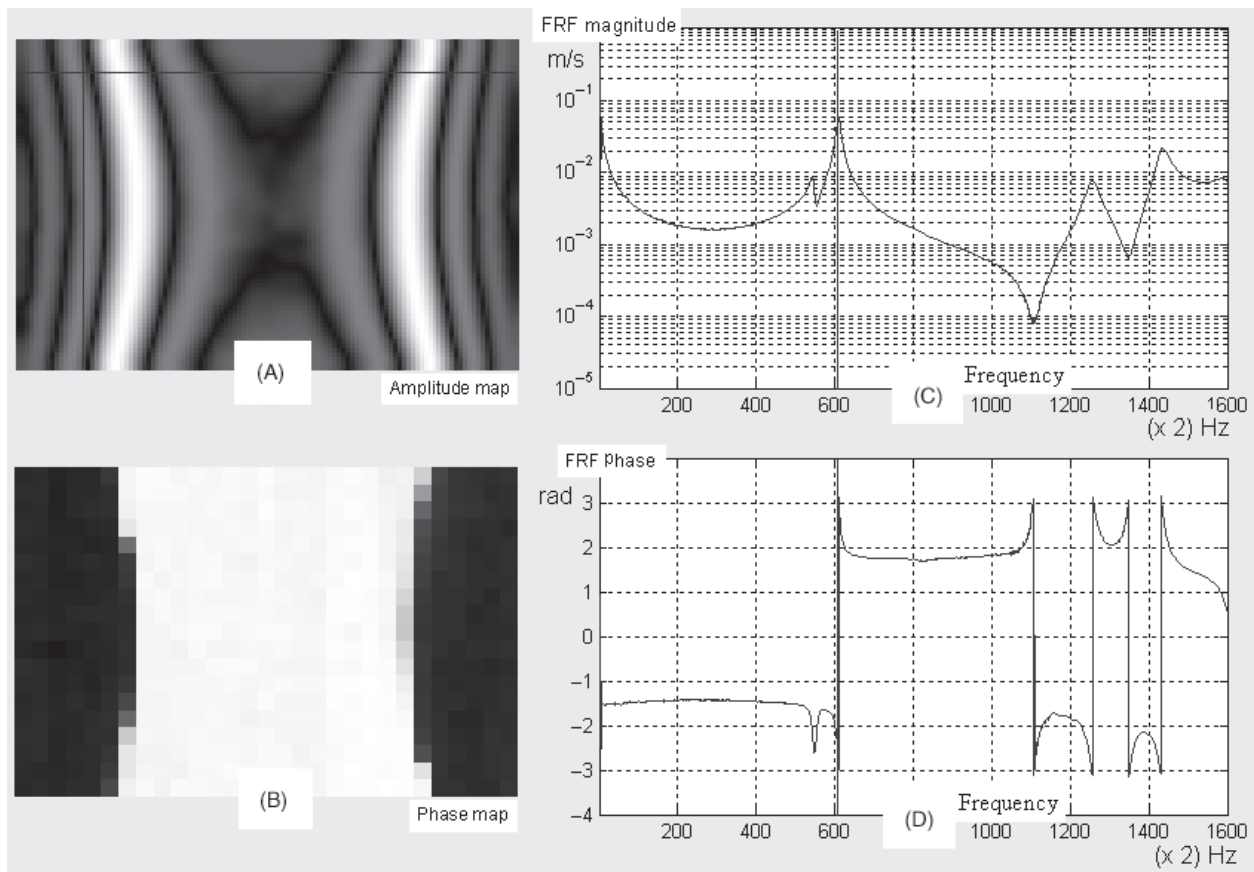 (A)
Amplitude map
FRF magnitude
m/s
10⁻¹
10⁻²
10⁻³
10⁻⁴
10⁻⁵
Frequency
(C)
200 400 600 1000 1200 1400 1600
(x 2) Hz
(B)
Phase map
FRF phase
rad
3
2
1
0
−1
−2
−3
−4
Frequency
(D)
200 400 600 1000 1200 1400 1600
(x 2) Hz